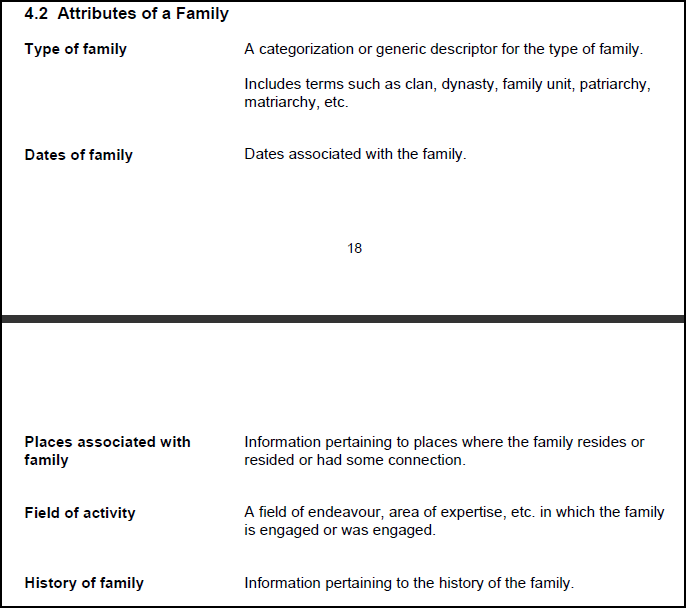 4.2 Attributes of a Family
Type of family
A categorization or generic descriptor for the type of family.
Includes terms such as clan, dynasty, family unit, patriarchy,
matriarchy, etc.
Dates of family
Dates associated with the family.
18
Places associated with
family
Information pertaining to places where the family resides or
resided or had some connection.
Field of activity
A field of endeavour, area of expertise, etc. in which the family
is engaged or was engaged.
History of family
Information pertaining to the history of the family.